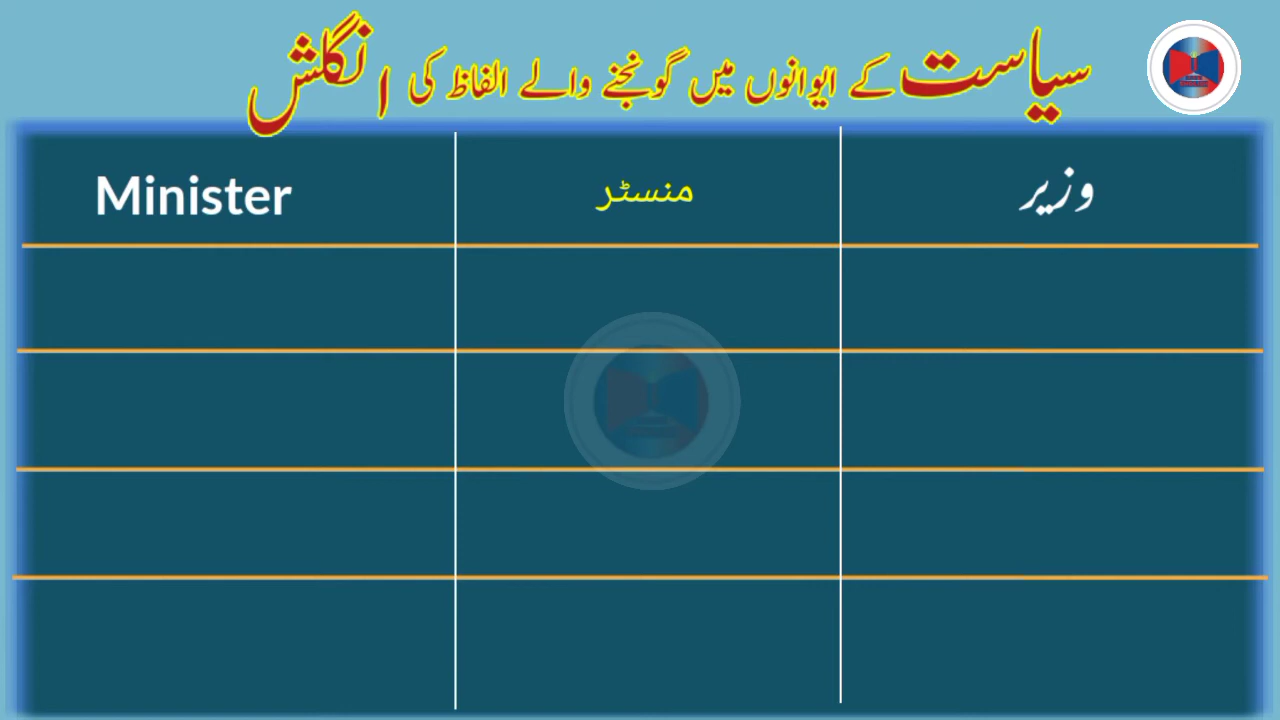 سیاست کے ایوانوں میں گونجنے والے الفاظ کی انگلش
Minister منسٹر وزیر